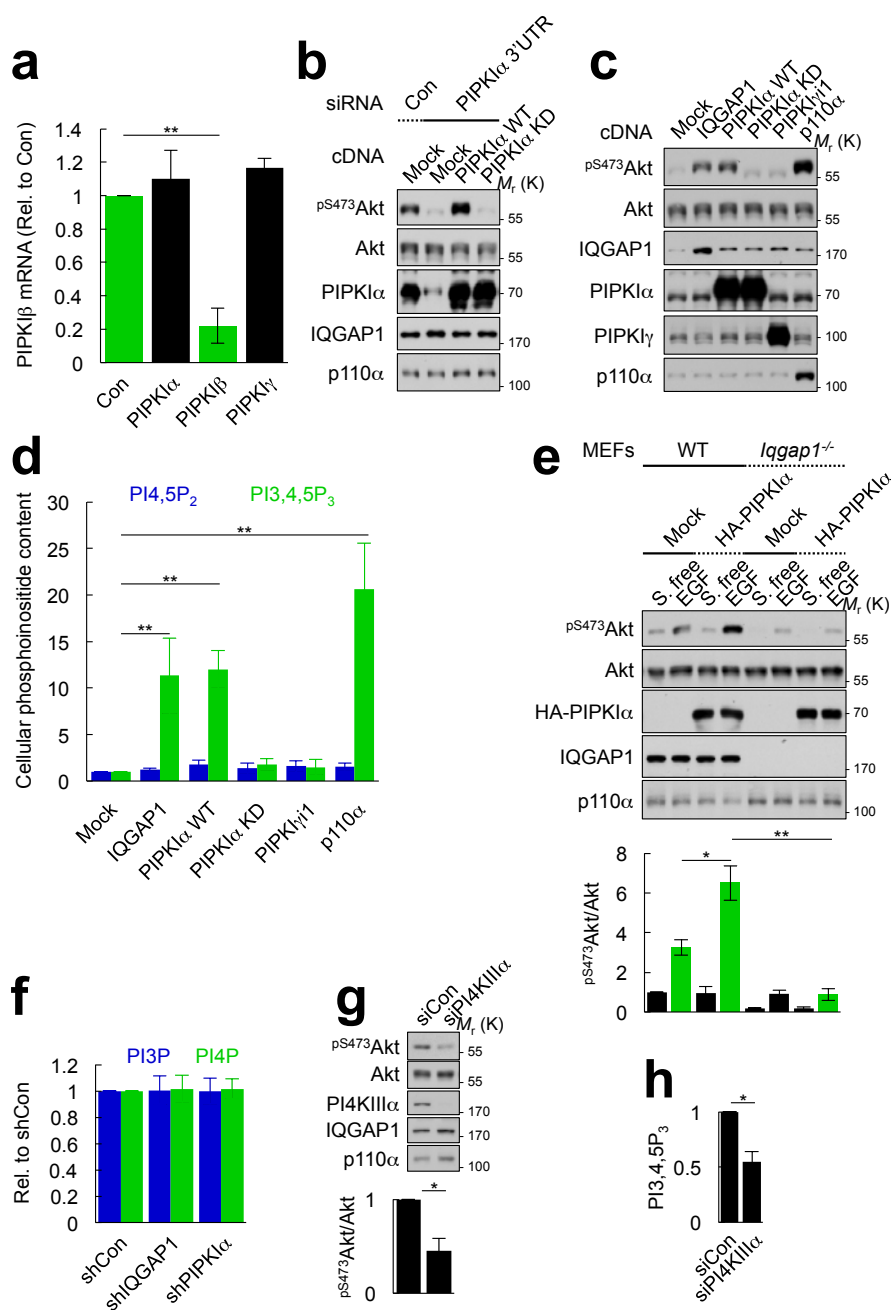 a
PIPKIβ mRNA (Rel. to Con)
1.4
1.2
1
0.8
0.6
0.4
0.2
0
**
Con
PIPKIα
PIPKIβ
PIPKIγ
b
siRNA
Con
PIPKIα 3'UTR
cDNA
Mock
Mock
PIPKIα WT
PIPKIα KD
Mr (K)
pS473Akt
55
Akt
55
PIPKIα
70
IQGAP1
170
p110α
100
c
cDNA
Mock
IQGAP1
PIPKIα WT
PIPKIα KD
PIPKIγi1
p110α
Mr (K)
pS473Akt
55
Akt
55
IQGAP1
170
PIPKIα
70
PIPKIγ
100
p110α
100
d
Cellular phosphoinositide content
PI4,5P2
PI3,4,5P3
30
25
20
15
10
5
0
**
**
**
Mock
IQGAP1
PIPKIα WT
PIPKIα KD
PIPKIγi1
p110α
e
MEFs
WT
Iqgap1-/-
Mock
HA-PIPKIα
Mock
HA-PIPKIα
S. free
EGF
S. free
EGF
S. free
EGF
S. free
EGF
Mr (K)
pS473Akt
55
Akt
55
HA-PIPKIα
70
IQGAP1
170
p110α
100
pS473Akt/Akt
8
6
4
2
0
*
**
f
Rel. to shCon
PI3P
PI4P
1.2
1
0.8
0.6
0.4
0.2
0
shCon
shIQGAP1
shPIPKIα
g
siCon
siPI4KIIIα
Mr (K)
pS473Akt
55
Akt
55
PI4KIIIα
170
IQGAP1
170
p110α
100
pS473Akt/Akt
1
0
*
h
PI3,4,5P3
1
0.5
0
*
siCon
siPI4KIIIα